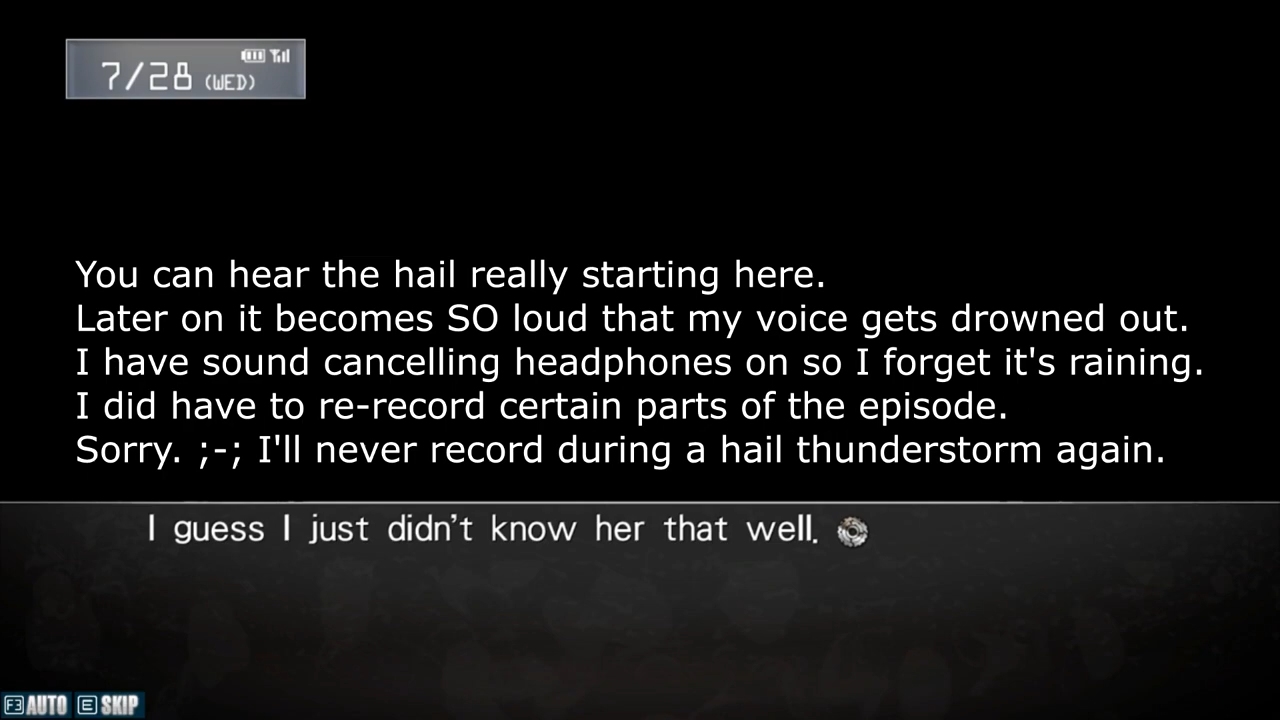 7/28 (WED)
You can hear the hail really starting here.
Later on it becomes SO loud that my voice gets drowned out.
I have sound cancelling headphones on so I forget it's raining.
I did have to re-record certain parts of the episode.
Sorry. ;-; I'll never record during a hail thunderstorm again.
I guess I just didn't know her that well.
F3 AUTO E SKIP